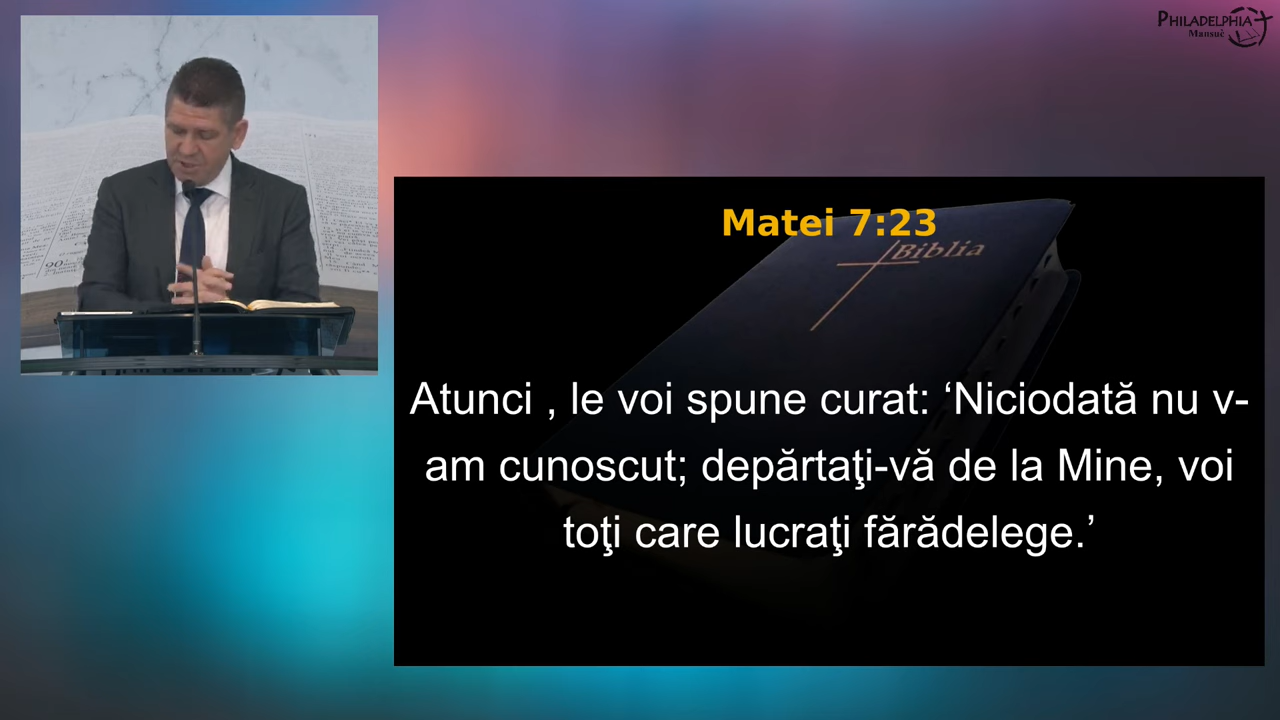 PHILADELPHIA
Mansuè
Matei 7:23
Biblia
Atunci , le voi spune curat: ‘Niciodată nu v-
am cunoscut; depărtaţi-vă de la Mine, voi
toţi care lucraţi fărădelege.’